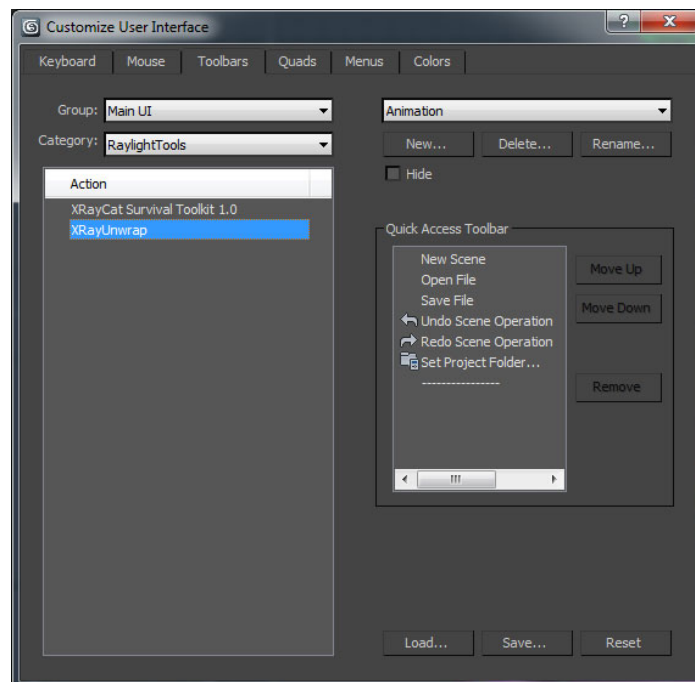 Customize User Interface
Keyboard Mouse Toolbars Quads Menus Colors
Group: Main UI
Category: RaylightTools
Action
XRayCat Survival Toolkit 1.0
XRayUnwrap
Animation
New... Delete... Rename...
Hide
Quick Access Toolbar
New Scene
Open File
Save File
Undo Scene Operation
Redo Scene Operation
Set Project Folder...
----------------
Move Up
Move Down
Remove
Load... Save... Reset